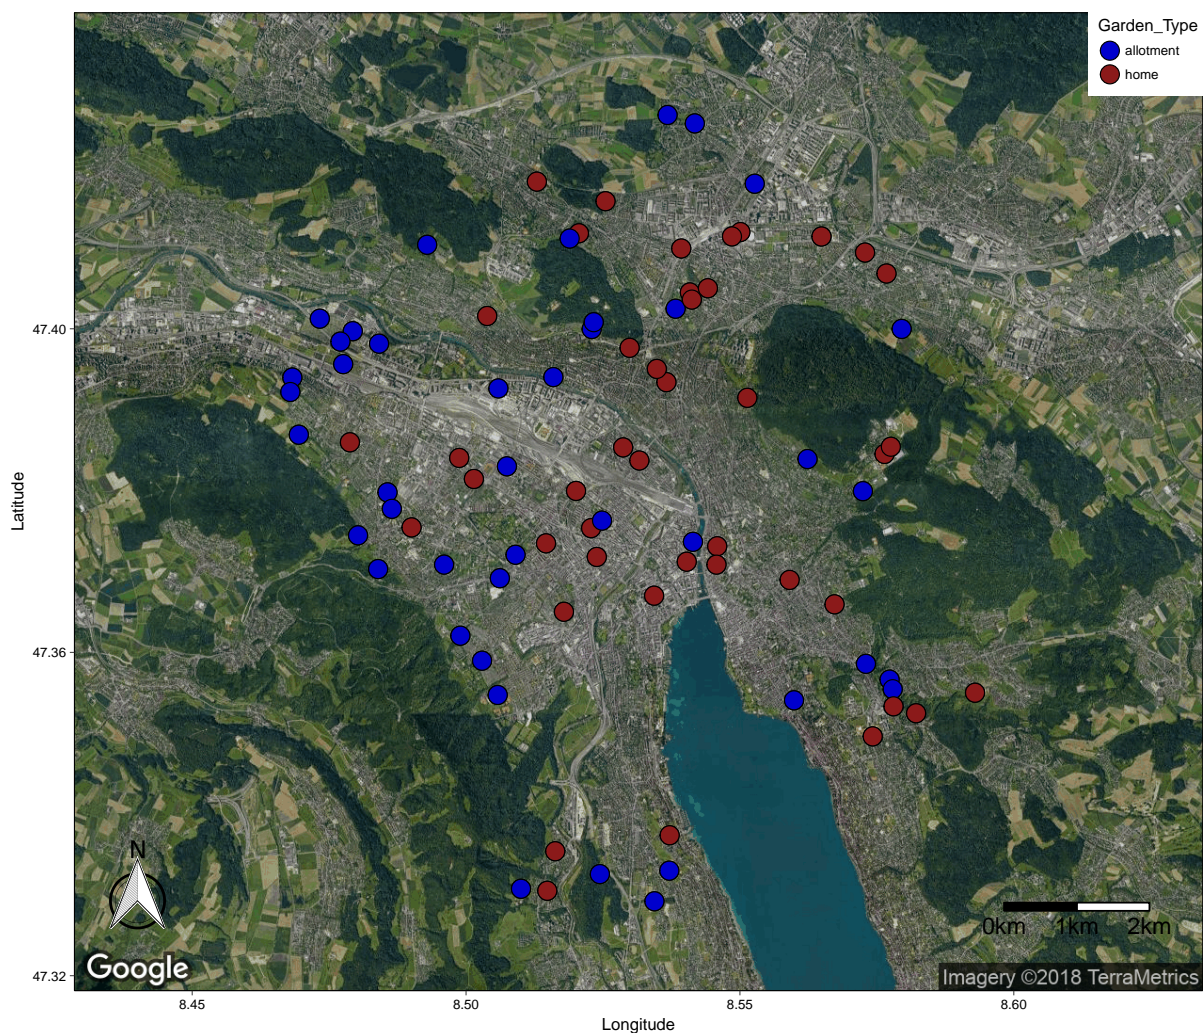 Garden_Type
allotment
home
47.40
47.36
47.32
Latitude
N
0km 1km 2km
Google
Imagery ©2018 TerraMetrics
8.45 8.50 8.55 8.60
Longitude